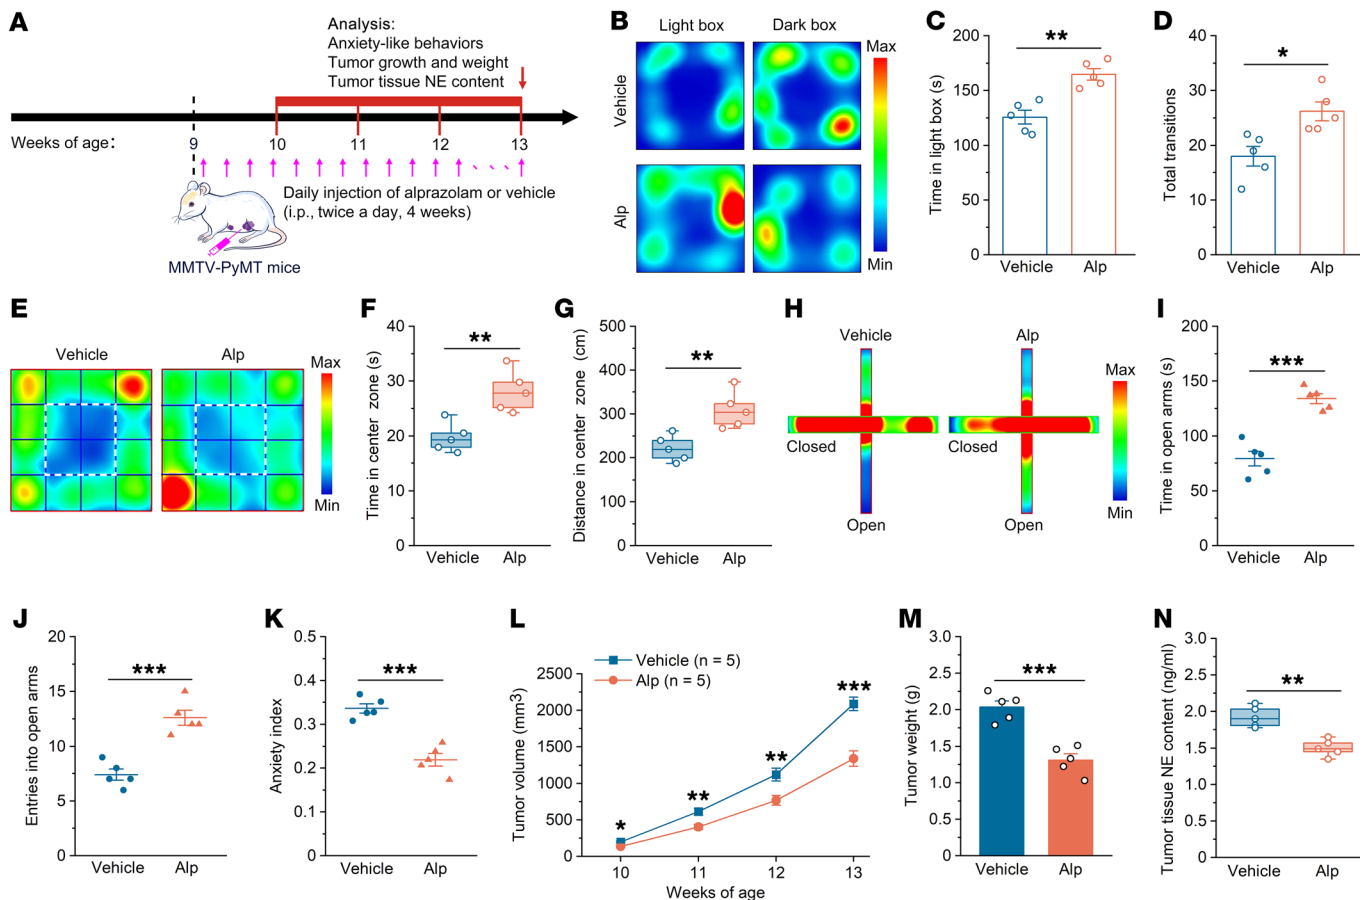 A
Analysis:
Anxiety-like behaviors
Tumor growth and weight
Tumor tissue NE content
Weeks of age:
9
10
11
12
13
Daily injection of alprazolam or vehicle
(i.p., twice a day, 4 weeks)
MMTV-PyMT mice
B
Light box
Dark box
Vehicle
Alp
Max
Min
C
Time in light box (s)
200
150
100
50
0
**
Vehicle
Alp
D
Total transitions
40
30
20
10
0
*
Vehicle
Alp
E
Vehicle
Alp
Max
Min
F
Time in center zone (s)
40
30
20
10
0
**
Vehicle
Alp
G
Distance in center zone (cm)
500
400
300
200
100
0
**
Vehicle
Alp
H
Vehicle
Alp
Closed
Closed
Open
Open
Max
Min
I
Time in open arms (s)
200
150
100
50
0
***
Vehicle
Alp
J
Entries into open arms
20
15
10
5
0
***
Vehicle
Alp
K
Anxiety index
0.5
0.4
0.3
0.2
0.1
0
***
Vehicle
Alp
L
Vehicle (n = 5)
Alp (n = 5)
Tumor volume (mm3)
2500
2000
1500
1000
500
0
*
**
**
***
10
11
12
13
Weeks of age
M
Tumor weight (g)
3.0
2.5
2.0
1.5
1.0
0.5
0
***
Vehicle
Alp
N
Tumor tissue NE content (ng/ml)
3.0
2.5
2.0
1.5
1.0
0.5
0
**
Vehicle
Alp